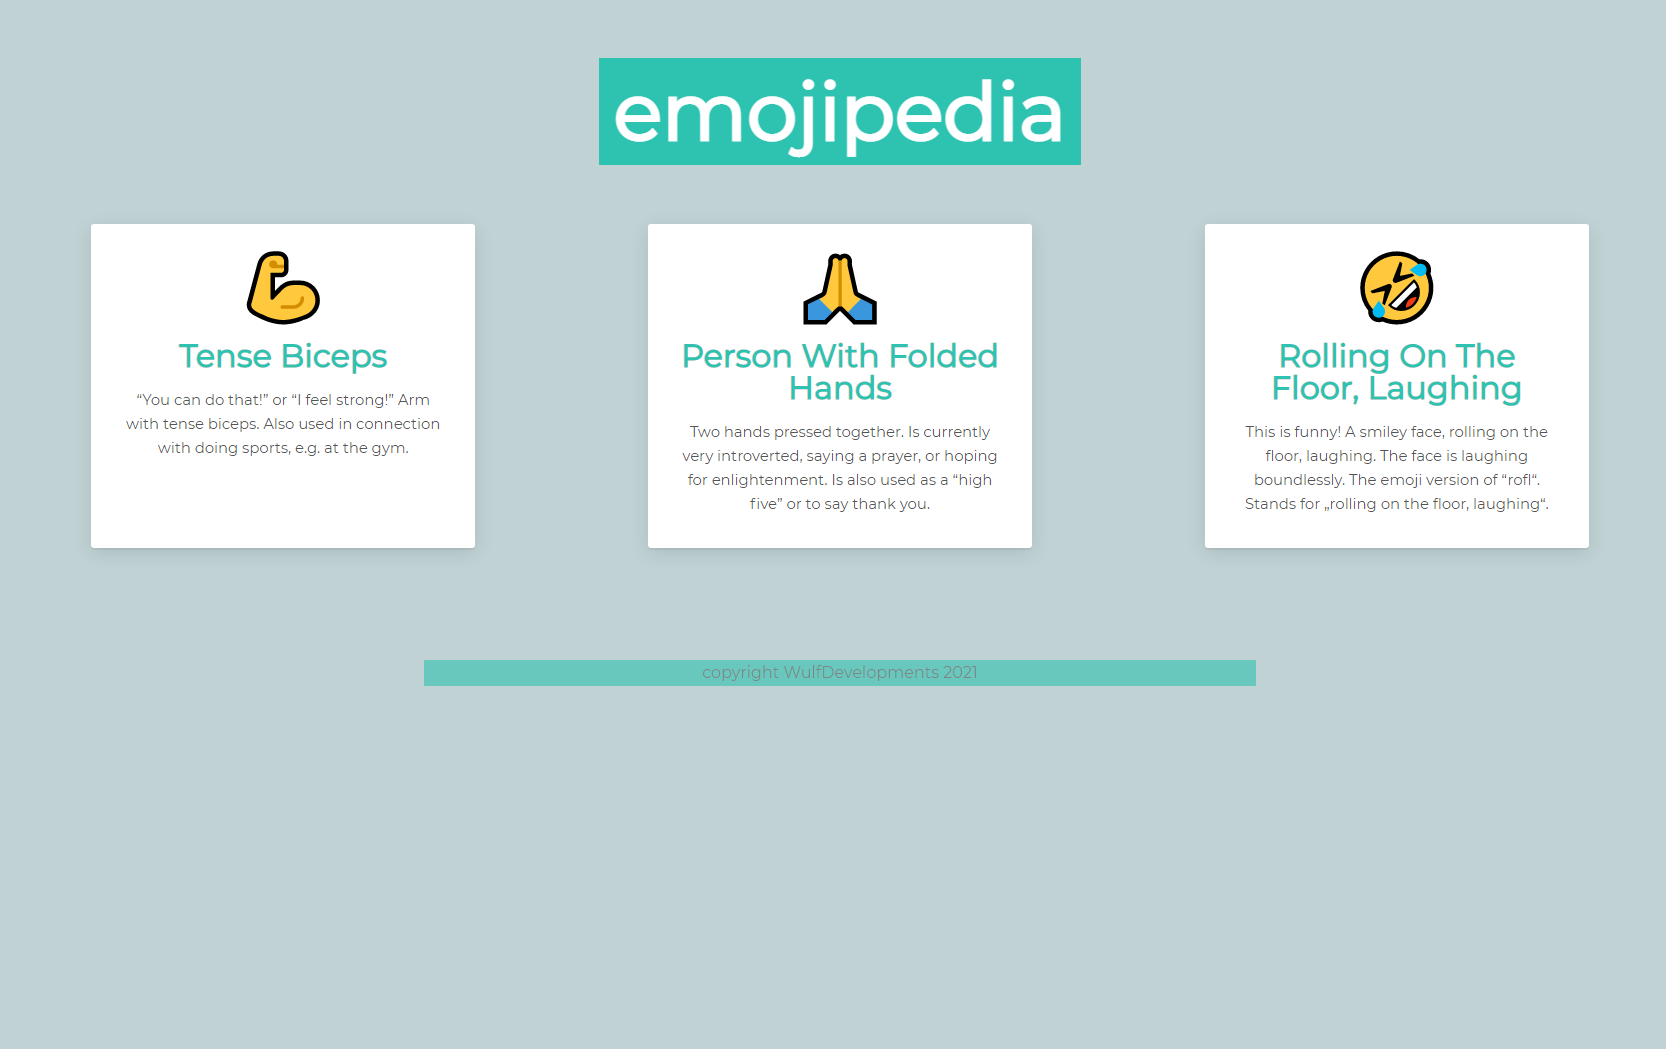 emojipedia
Tense Biceps
“You can do that!” or “I feel strong!” Arm
with tense biceps. Also used in connection
with doing sports, e.g. at the gym.
Person With Folded
Hands
Two hands pressed together. Is currently
very introverted, saying a prayer, or hoping
for enlightenment. Is also used as a “high
five” or to say thank you.
Rolling On The
Floor, Laughing
This is funny! A smiley face, rolling on the
floor, laughing. The face is laughing
boundlessly. The emoji version of “rofl“.
Stands for „rolling on the floor, laughing“.
copyright WulfDevelopments 2021